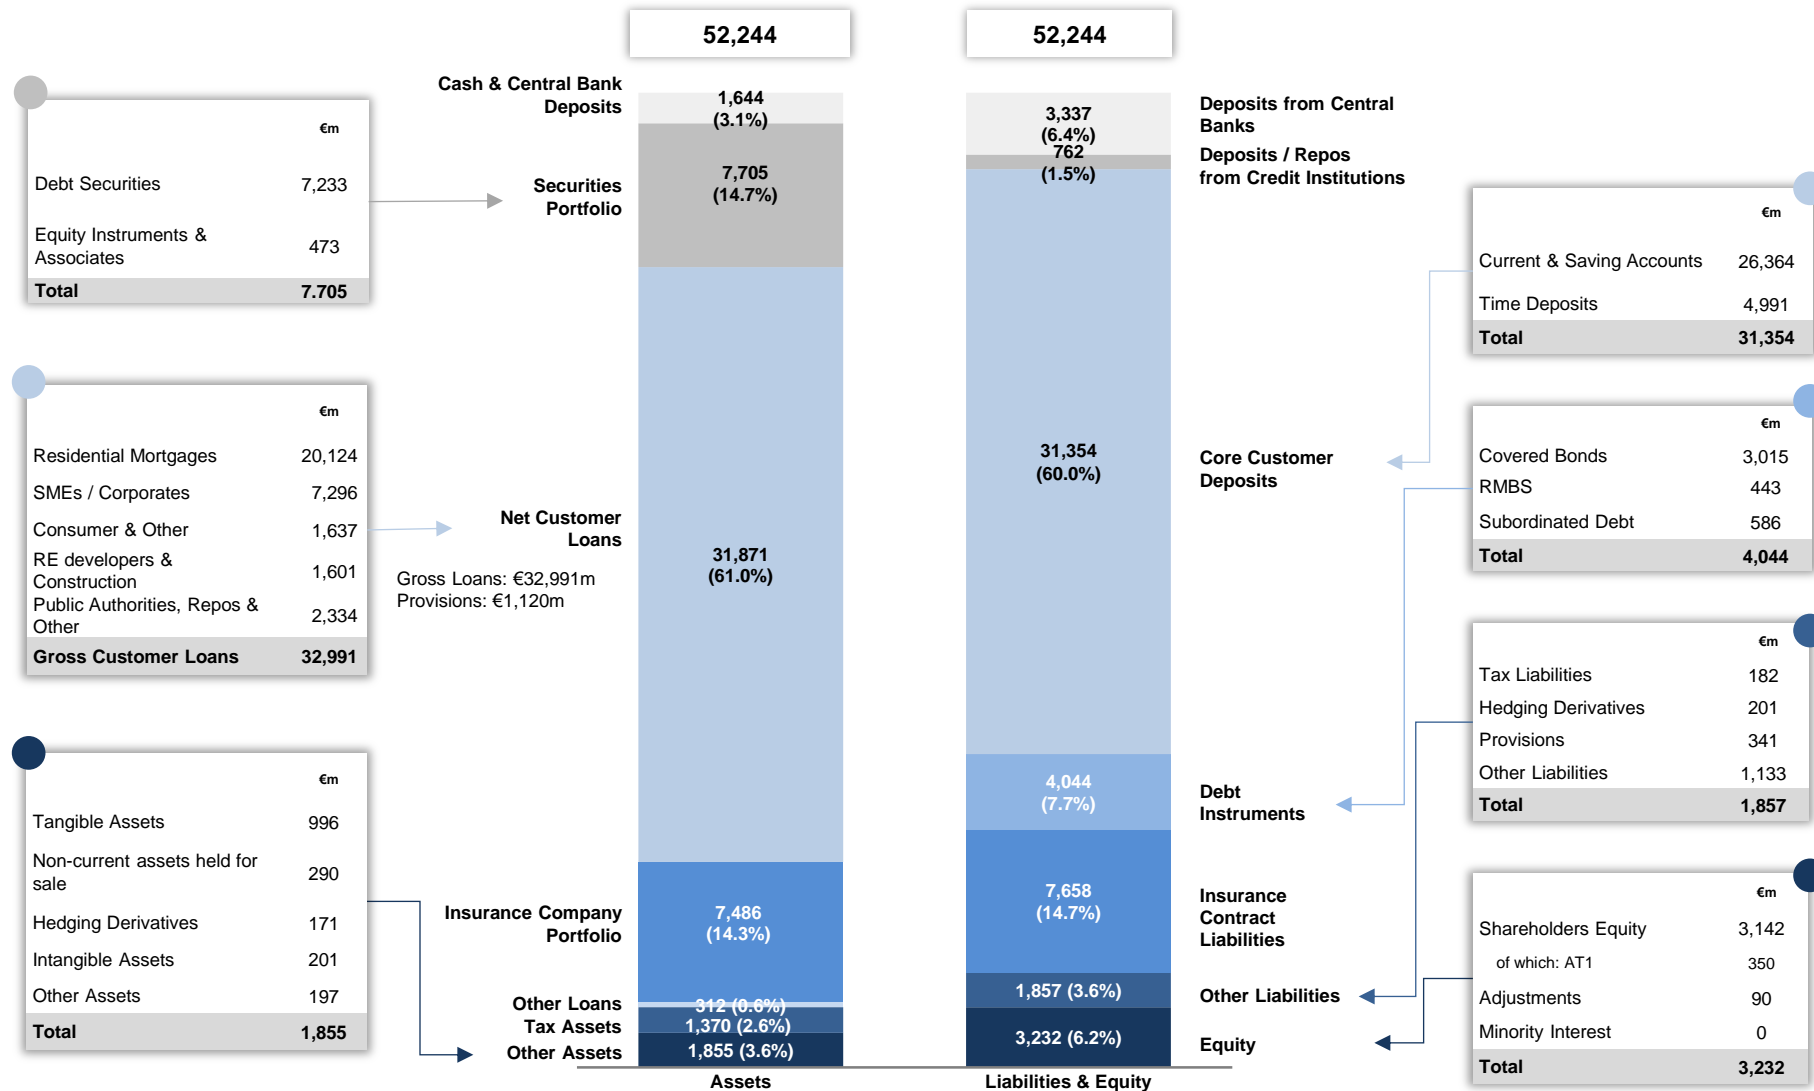 52,244
52,244
€m
Debt Securities 7,233
Equity Instruments &
Associates 473
Total 7.705
€m
Residential Mortgages 20,124
SMEs / Corporates 7,296
Consumer & Other 1,637
RE developers &
Construction 1,601
Public Authorities, Repos &
Other 2,334
Gross Customer Loans 32,991
€m
Tangible Assets 996
Non-current assets held for
sale 290
Hedging Derivatives 171
Intangible Assets 201
Other Assets 197
Total 1,855
Cash & Central Bank
Deposits
Securities
Portfolio
Net Customer
Loans
Gross Loans: €32,991m
Provisions: €1,120m
Insurance Company
Portfolio
Other Loans
Tax Assets
Other Assets
1,644
(3.1%)
7,705
(14.7%)
31,871
(61.0%)
7,486
(14.3%)
312 (0.6%)
1,370 (2.6%)
1,855 (3.6%)
Assets
3,337
(6.4%)
762
(1.5%)
31,354
(60.0%)
4,044
(7.7%)
7,658
(14.7%)
1,857 (3.6%)
3,232 (6.2%)
Liabilities & Equity
Deposits from Central
Banks
Deposits / Repos
from Credit Institutions
Core Customer
Deposits
Debt
Instruments
Insurance
Contract
Liabilities
Other Liabilities
Equity
€m
Current & Saving Accounts 26,364
Time Deposits 4,991
Total 31,354
€m
Covered Bonds 3,015
RMBS 443
Subordinated Debt 586
Total 4,044
€m
Tax Liabilities 182
Hedging Derivatives 201
Provisions 341
Other Liabilities 1,133
Total 1,857
€m
Shareholders Equity 3,142
of which: AT1 350
Adjustments 90
Minority Interest 0
Total 3,232